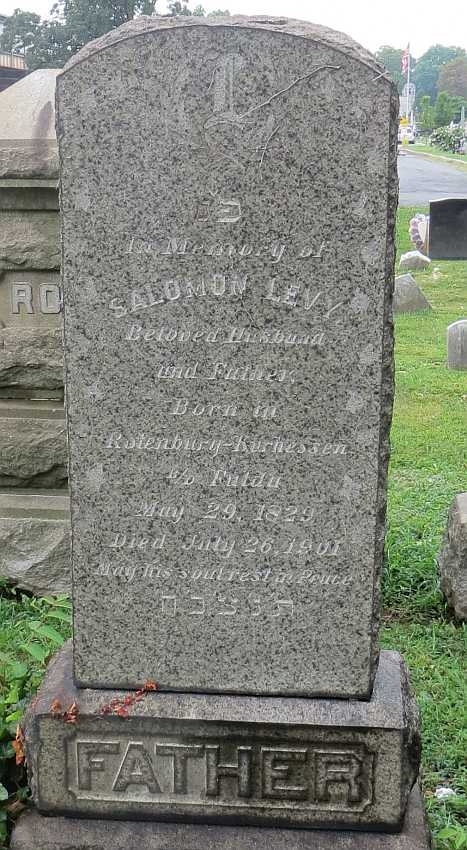 פ״נ
In Memory of
SALOMON LEVY
Beloved Husband
and Father,
Born in
Rotenburg-Kurhessen
a/o Fulda
May 29, 1829
Died July 26, 1901
May his soul rest in Peace
תנצבה
FATHER
RO